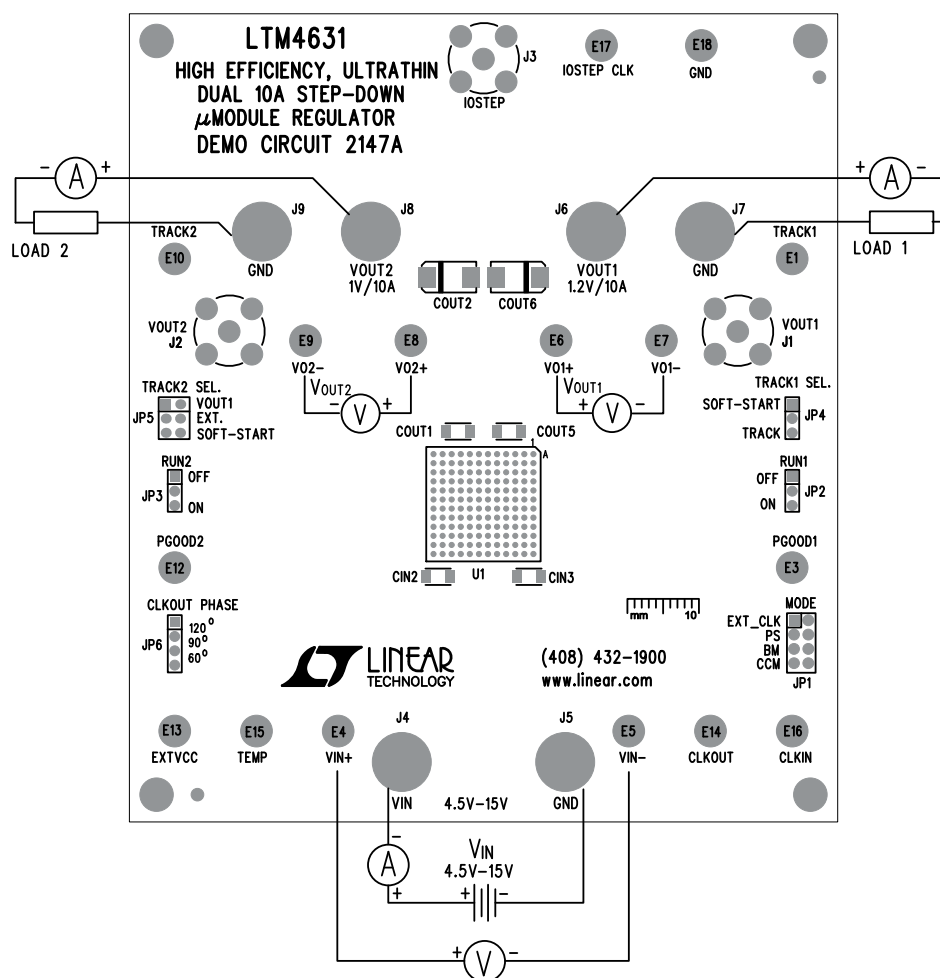 LTM4631
HIGH EFFICIENCY, ULTRATHIN
DUAL 10A STEP-DOWN
µMODULE REGULATOR
DEMO CIRCUIT 2147A
J3
IOSTEP
E17
IOSTEP CLK
E18
GND
- A +
LOAD 2
+ A -
LOAD 1
TRACK2
E10
J9
GND
J8
VOUT2
1V/10A
J6
VOUT1
1.2V/10A
J7
GND
TRACK1
E1
COUT2
COUT6
VOUT2
J2
E9
VO2-
E8
VO2+
VOUT2
- V +
E6
VO1+
E7
VO1-
VOUT1
+ V -
VOUT1
J1
TRACK2 SEL.
VOUT1
JP5
EXT.
SOFT-START
TRACK1 SEL.
SOFT-START
JP4
TRACK
COUT1
COUT5
1
A
U1
RUN2
OFF
JP3
ON
RUN1
OFF
JP2
ON
PGOOD2
E12
PGOOD1
E3
CIN2
CIN3
CLKOUT PHASE
120°
JP6
90°
60°
mm 10
MODE
EXT_CLK
PS
BM
CCM
JP1
LINEAR
TECHNOLOGY
(408) 432-1900
www.linear.com
E13
EXTVCC
E15
TEMP
E4
VIN+
J4
VIN
4.5V-15V
J5
GND
E5
VIN-
E14
CLKOUT
E16
CLKIN
-
A
+
VIN
4.5V-15V
+ -
+ V -